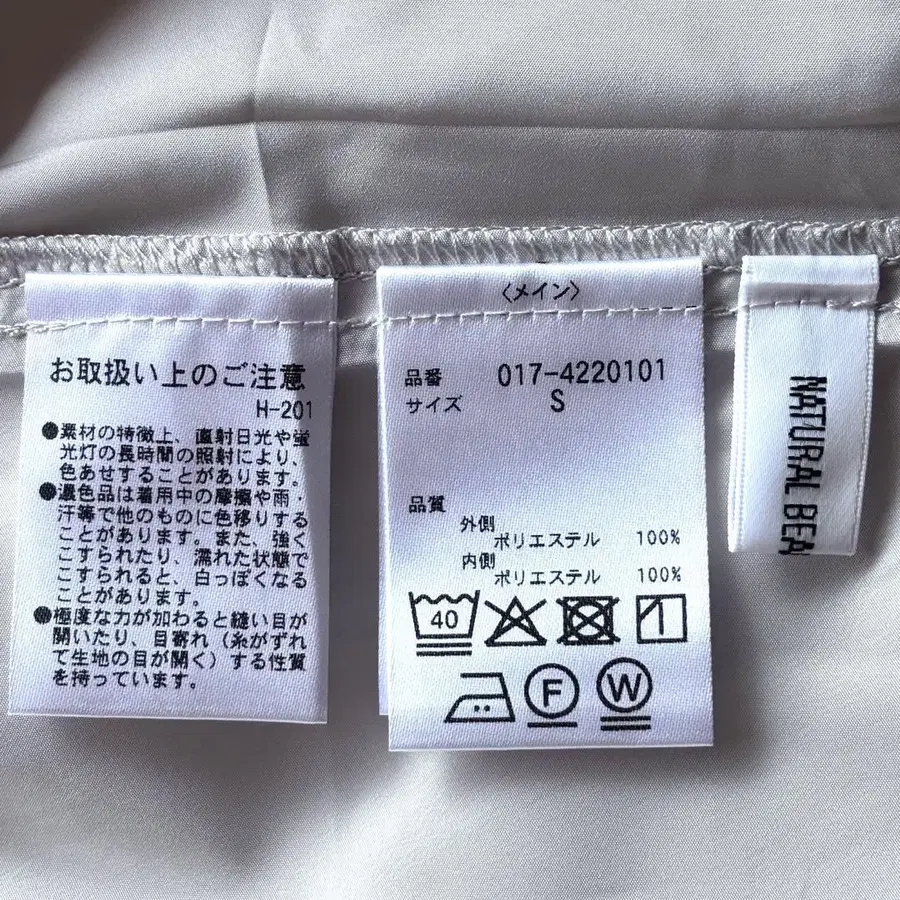 お取扱い上のご注意
H-201
●素材の特徴上、直射日光や蛍
光灯の長時間の照射により、
色あせすることがあります。
●濃色品は着用中の摩擦や雨・
汗等で他のものに色移りする
ことがあります。また、強く
こすられたり、濡れた状態で
こすられると、白っぽくなる
ことがあります。
●極度な力が加わると縫い目が
開いたり、目寄れ（糸がずれ
て生地の目が開く）する性質
を持っています。
〈メイン〉
品番 017-4220101
サイズ S
品質
外側
ポリエステル 100%
内側
ポリエステル 100%
40
F
W
NATURAL BEA